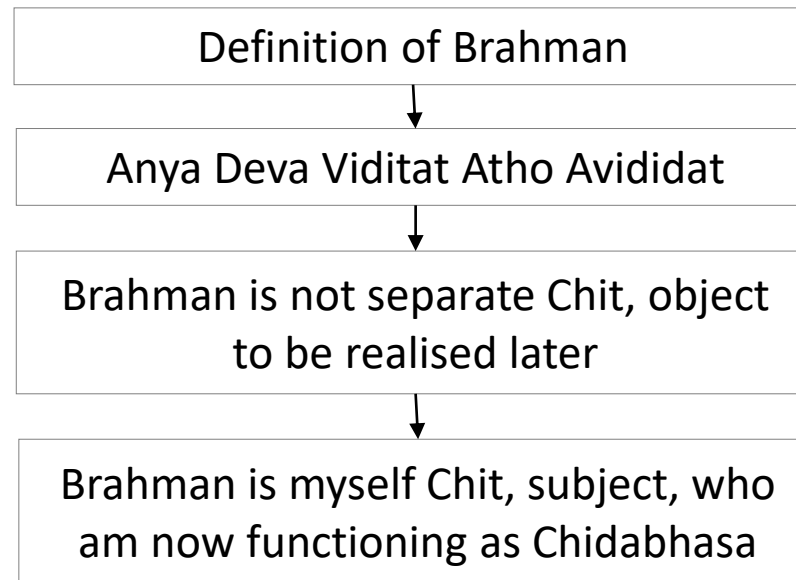 Definition of Brahman
Anya Deva Viditat Atho Avididat
Brahman is not separate Chit, object
to be realised later
Brahman is myself Chit, subject, who
am now functioning as Chidabhasa